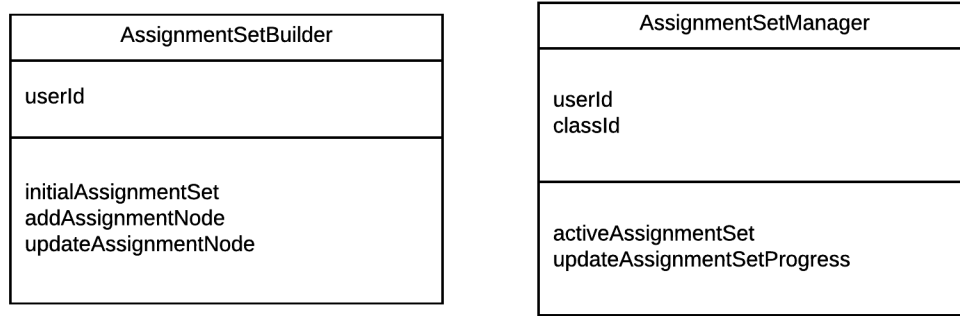 AssignmentSetBuilder
userId
initialAssignmentSet
addAssignmentNode
updateAssignmentNode
AssignmentSetManager
userId
classId
activeAssignmentSet
updateAssignmentSetProgress